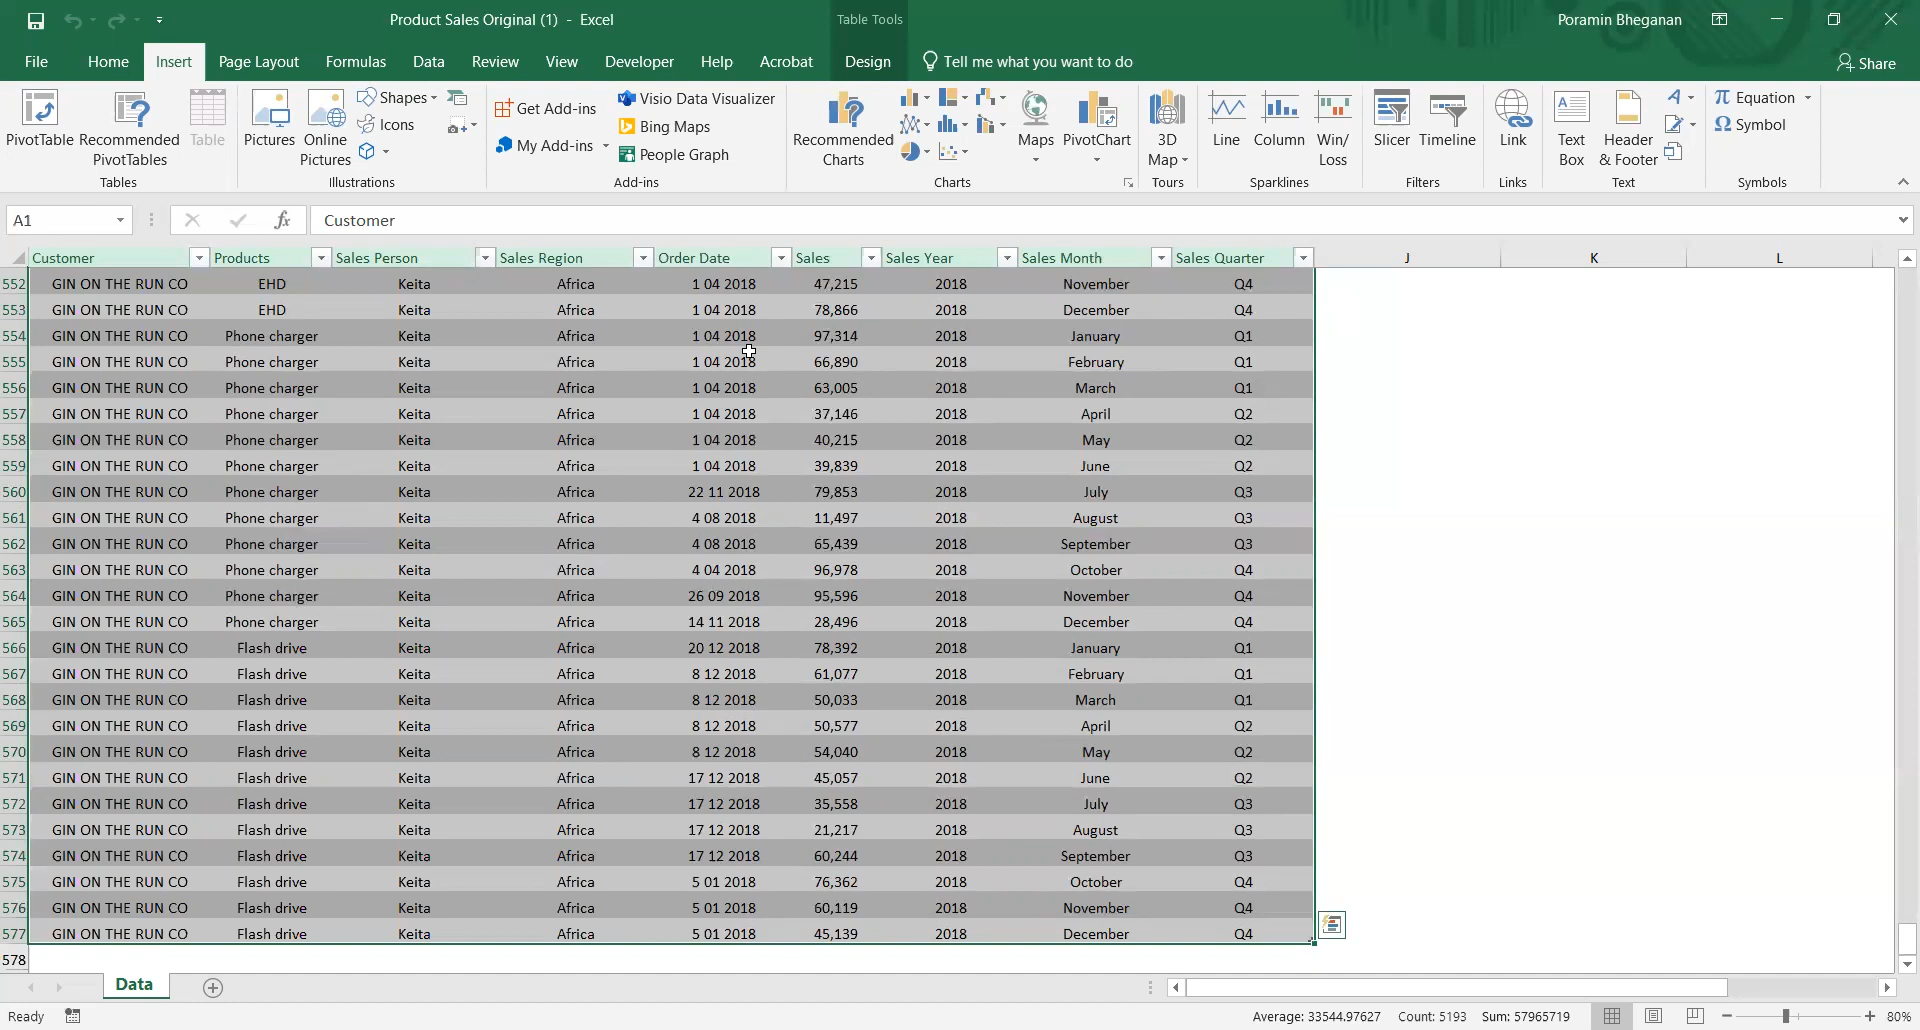 Product Sales Original (1) - Excel
Table Tools
Poramin Bheganan
File Home Insert Page Layout Formulas Data Review View Developer Help Acrobat Design Tell me what you want to do Share
PivotTable
Recommended PivotTables
Table
Tables
Pictures
Online Pictures
Shapes
Icons
Illustrations
Get Add-ins
My Add-ins
Visio Data Visualizer
Bing Maps
People Graph
Add-ins
Recommended Charts
Maps
PivotChart
Charts
3D Map
Tours
Line
Column
Win/ Loss
Sparklines
Slicer
Timeline
Filters
Link
Links
Text Box
Header & Footer
Text
Equation
Symbol
Symbols
A1 fx Customer
Customer Products Sales Person Sales Region Order Date Sales Sales Year Sales Month Sales Quarter J K L
552 GIN ON THE RUN CO EHD Keita Africa 1 04 2018 47,215 2018 November Q4
553 GIN ON THE RUN CO EHD Keita Africa 1 04 2018 78,866 2018 December Q4
554 GIN ON THE RUN CO Phone charger Keita Africa 1 04 2018 97,314 2018 January Q1
555 GIN ON THE RUN CO Phone charger Keita Africa 1 04 2018 66,890 2018 February Q1
556 GIN ON THE RUN CO Phone charger Keita Africa 1 04 2018 63,005 2018 March Q1
557 GIN ON THE RUN CO Phone charger Keita Africa 1 04 2018 37,146 2018 April Q2
558 GIN ON THE RUN CO Phone charger Keita Africa 1 04 2018 40,215 2018 May Q2
559 GIN ON THE RUN CO Phone charger Keita Africa 1 04 2018 39,839 2018 June Q2
560 GIN ON THE RUN CO Phone charger Keita Africa 22 11 2018 79,853 2018 July Q3
561 GIN ON THE RUN CO Phone charger Keita Africa 4 08 2018 11,497 2018 August Q3
562 GIN ON THE RUN CO Phone charger Keita Africa 4 08 2018 65,439 2018 September Q3
563 GIN ON THE RUN CO Phone charger Keita Africa 4 04 2018 96,978 2018 October Q4
564 GIN ON THE RUN CO Phone charger Keita Africa 26 09 2018 95,596 2018 November Q4
565 GIN ON THE RUN CO Phone charger Keita Africa 14 11 2018 28,496 2018 December Q4
566 GIN ON THE RUN CO Flash drive Keita Africa 20 12 2018 78,392 2018 January Q1
567 GIN ON THE RUN CO Flash drive Keita Africa 8 12 2018 61,077 2018 February Q1
568 GIN ON THE RUN CO Flash drive Keita Africa 8 12 2018 50,033 2018 March Q1
569 GIN ON THE RUN CO Flash drive Keita Africa 8 12 2018 50,577 2018 April Q2
570 GIN ON THE RUN CO Flash drive Keita Africa 8 12 2018 54,040 2018 May Q2
571 GIN ON THE RUN CO Flash drive Keita Africa 17 12 2018 45,057 2018 June Q2
572 GIN ON THE RUN CO Flash drive Keita Africa 17 12 2018 35,558 2018 July Q3
573 GIN ON THE RUN CO Flash drive Keita Africa 17 12 2018 21,217 2018 August Q3
574 GIN ON THE RUN CO Flash drive Keita Africa 17 12 2018 60,244 2018 September Q3
575 GIN ON THE RUN CO Flash drive Keita Africa 5 01 2018 76,362 2018 October Q4
576 GIN ON THE RUN CO Flash drive Keita Africa 5 01 2018 60,119 2018 November Q4
577 GIN ON THE RUN CO Flash drive Keita Africa 5 01 2018 45,139 2018 December Q4
578
Data
Ready Average: 33544.97627 Count: 5193 Sum: 57965719 80%